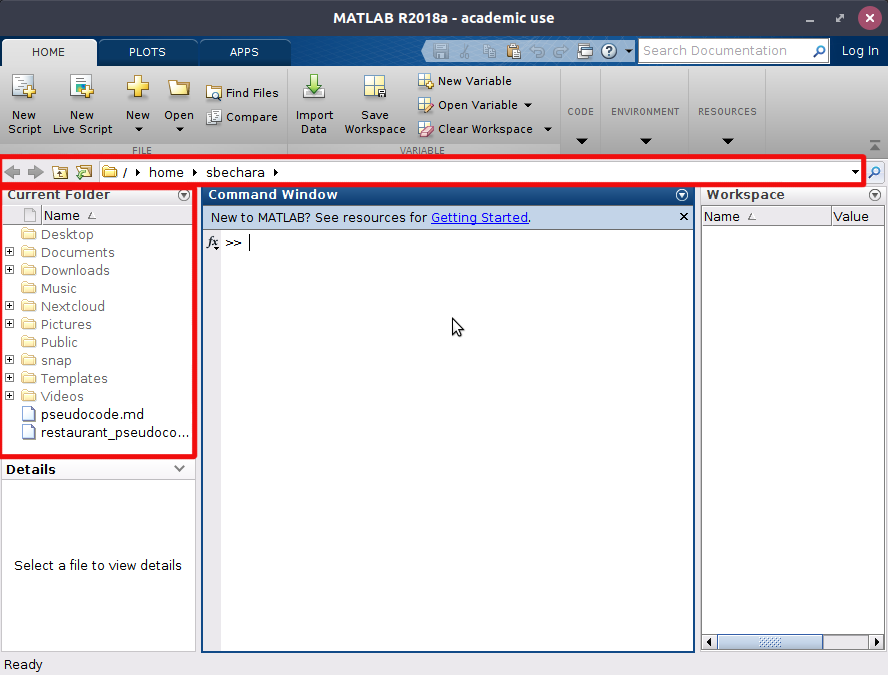 MATLAB R2018a - academic use
HOME PLOTS APPS
Search Documentation
Log In
New Script
New Live Script
New
Open
Find Files
Compare
FILE
Import Data
Save Workspace
New Variable
Open Variable
Clear Workspace
VARIABLE
CODE
ENVIRONMENT
RESOURCES
/ home sbechara
Current Folder
Name
Desktop
Documents
Downloads
Music
Nextcloud
Pictures
Public
snap
Templates
Videos
pseudocode.md
restaurant_pseudoco...
Details
Select a file to view details
Command Window
New to MATLAB? See resources for Getting Started.
fx >>
Workspace
Name Value
Ready